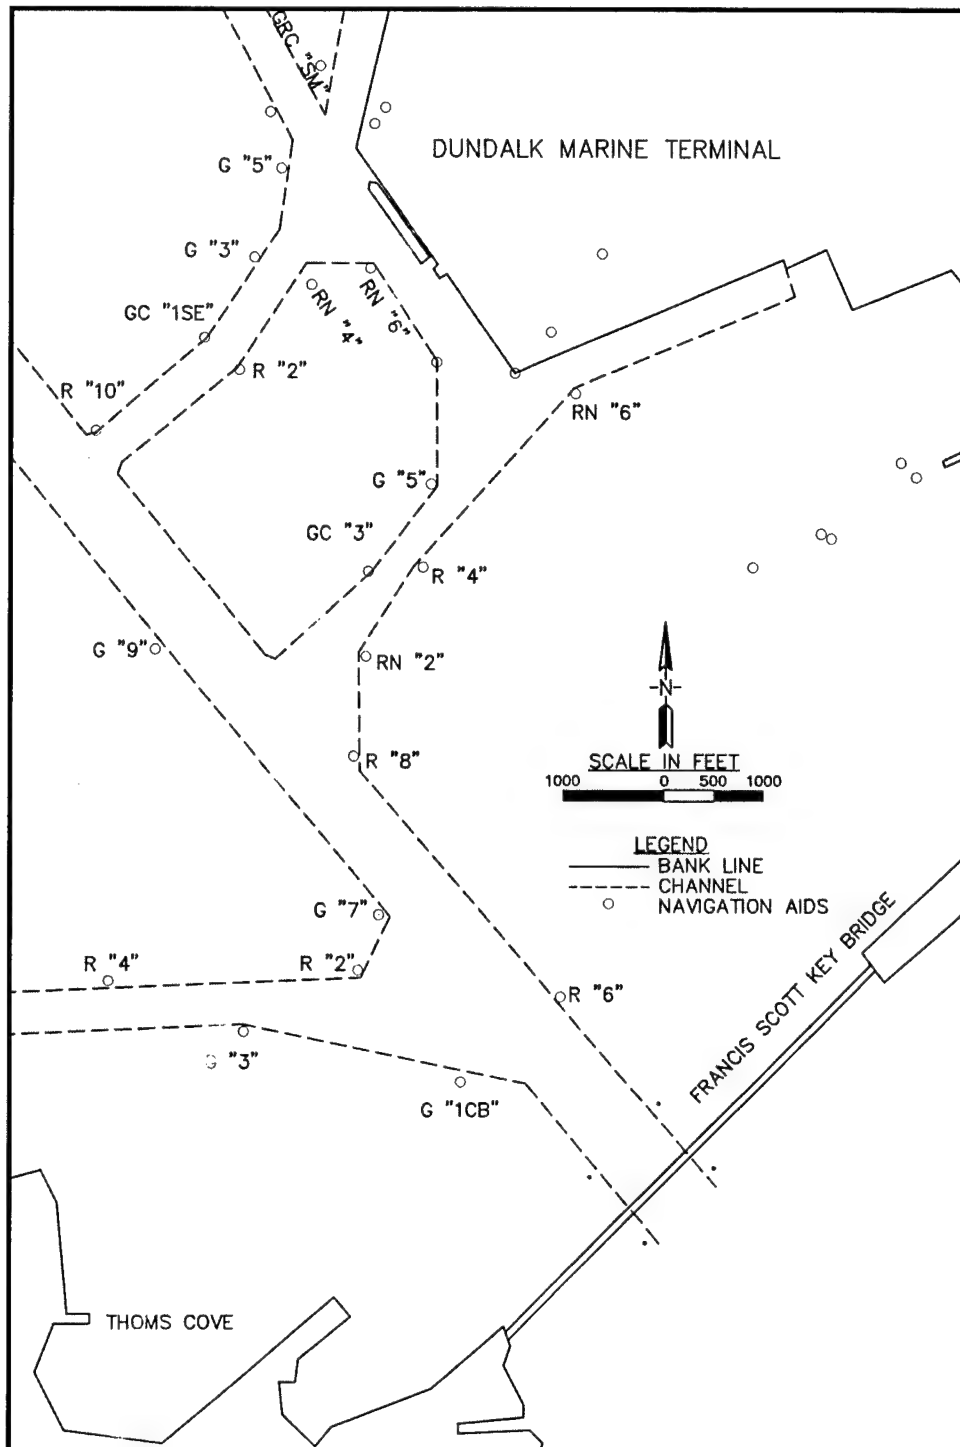 GRC "SM"
DUNDALK MARINE TERMINAL
G "5"
G "3"
RN "4"
RN "6"
GC "1SE"
R "2"
R "10"
RN "6"
G "5"
GC "3"
R "4"
G "9"
RN "2"
-N-
R "8"
SCALE IN FEET
1000 0 500 1000
LEGEND
BANK LINE
CHANNEL
NAVIGATION AIDS
G "7"
R "4"
R "2"
R "6"
FRANCIS SCOTT KEY BRIDGE
G "3"
G "1CB"
THOMS COVE